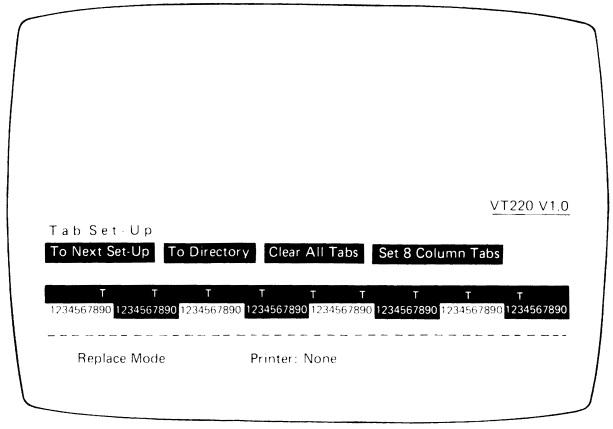 VT220 V1.0
Tab Set-Up
To Next Set-Up To Directory Clear All Tabs Set 8 Column Tabs
T T T T T T T T T
1234567890 1234567890 1234567890 1234567890 1234567890 1234567890 1234567890 1234567890
Replace Mode Printer: None